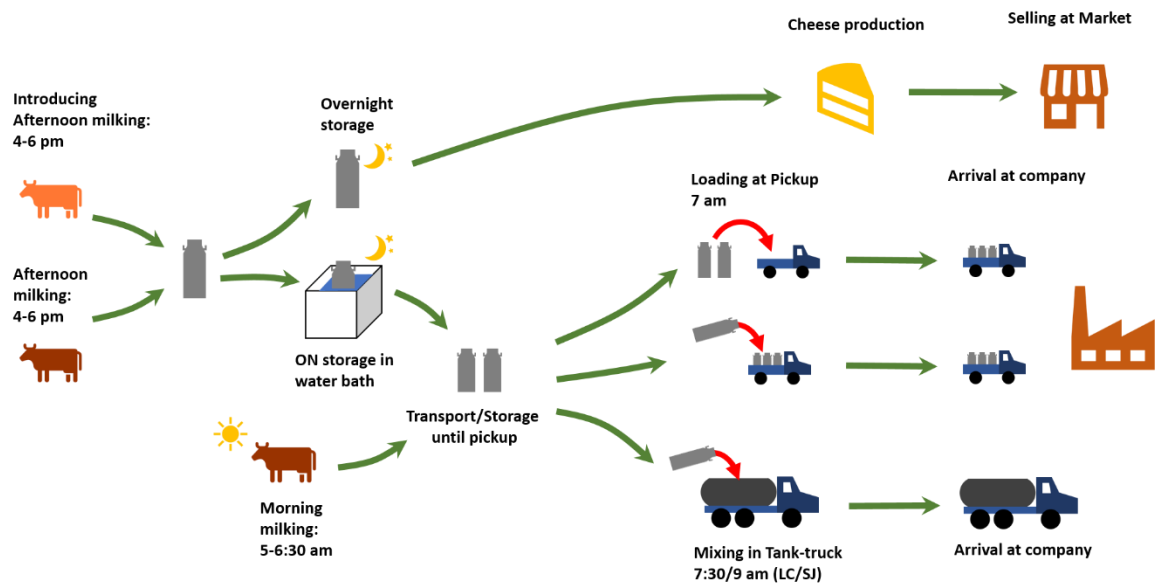 Cheese production
Selling at Market
Introducing
Afternoon milking:
4-6 pm
Overnight
storage
Loading at Pickup
7 am
Arrival at company
Afternoon
milking:
4-6 pm
ON storage in
water bath
Transport/Storage
until pickup
Morning
milking:
5-6:30 am
Mixing in Tank-truck
7:30/9 am (LC/SJ)
Arrival at company